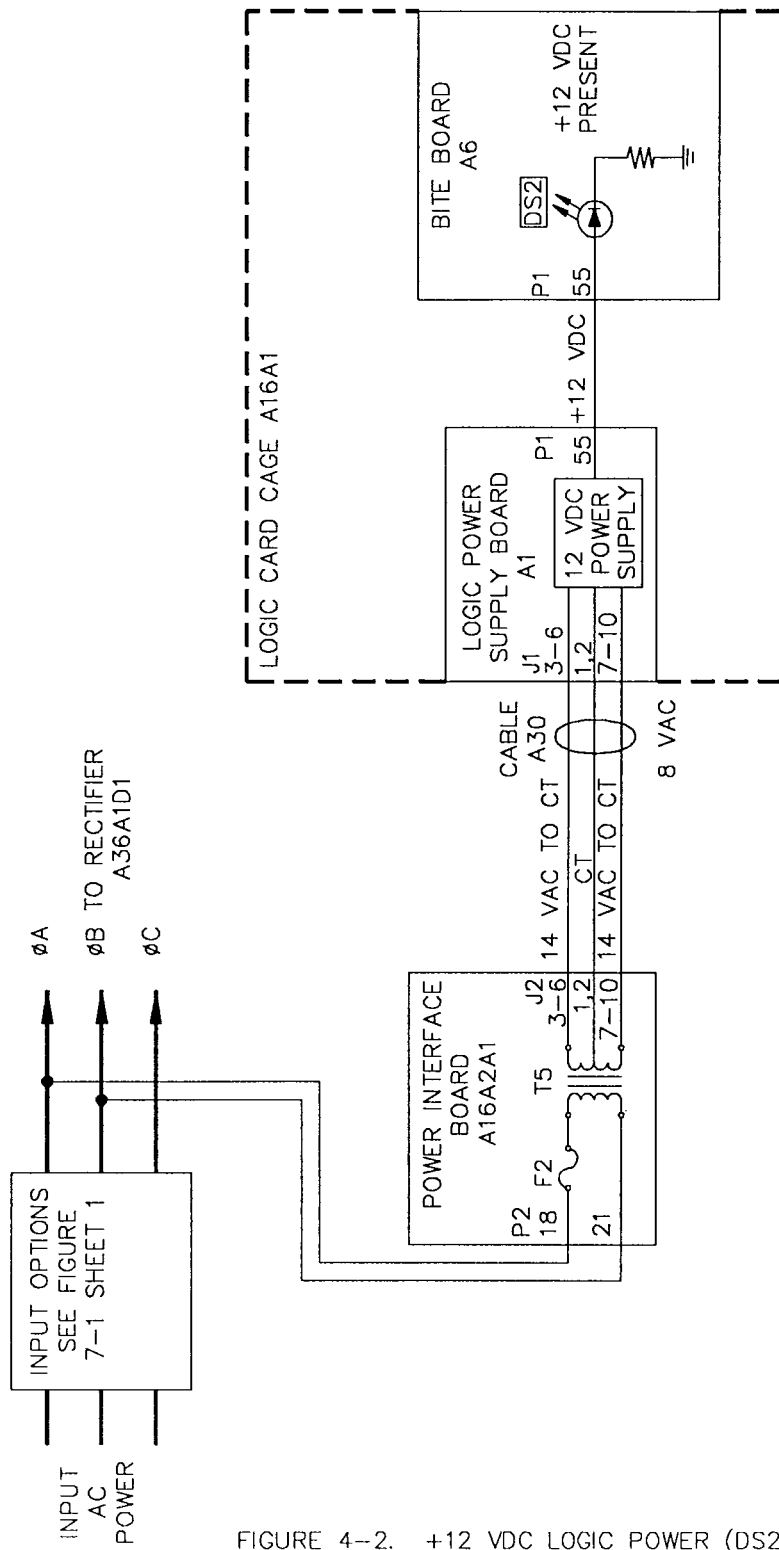 INPUT
AC
POWER
INPUT OPTIONS
SEE FIGURE
7-1 SHEET 1
øA
øB TO RECTIFIER
A36A1D1
øC
POWER INTERFACE
BOARD
A16A2A1
P2
18
21
F2
T5
J2
3-6
1,2
7-10
14 VAC TO CT
CT
14 VAC TO CT
CABLE
A30
8 VAC
LOGIC CARD CAGE A16A1
LOGIC POWER
SUPPLY BOARD
A1
J1
3-6
1,2
7-10
12 VDC
POWER
SUPPLY
P1
55
+12 VDC
BITE BOARD
A6
P1
55
DS2
+12 VDC
PRESENT
FIGURE 4-2. +12 VDC LOGIC POWER (DS2